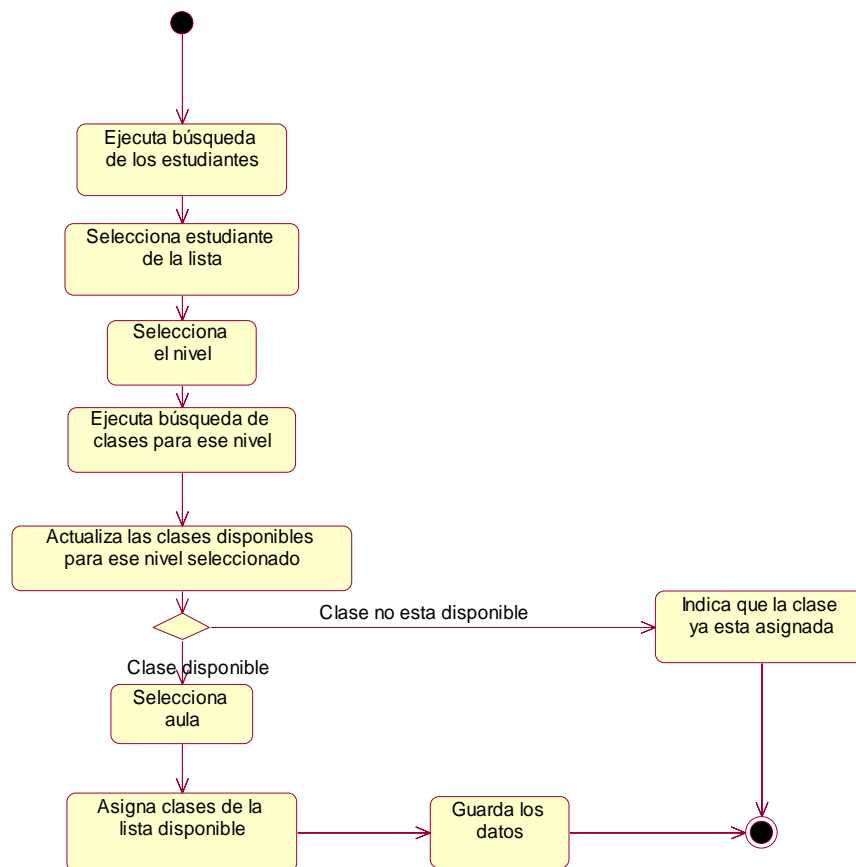 Ejecuta búsqueda
de los estudiantes
Selecciona estudiante
de la lista
Selecciona
el nivel
Ejecuta búsqueda de
clases para ese nivel
Actualiza las clases disponibles
para ese nivel seleccionado
Clase no esta disponible
Indica que la clase
ya esta asignada
Clase disponible
Selecciona
aula
Asigna clases de la
lista disponible
Guarda los
datos